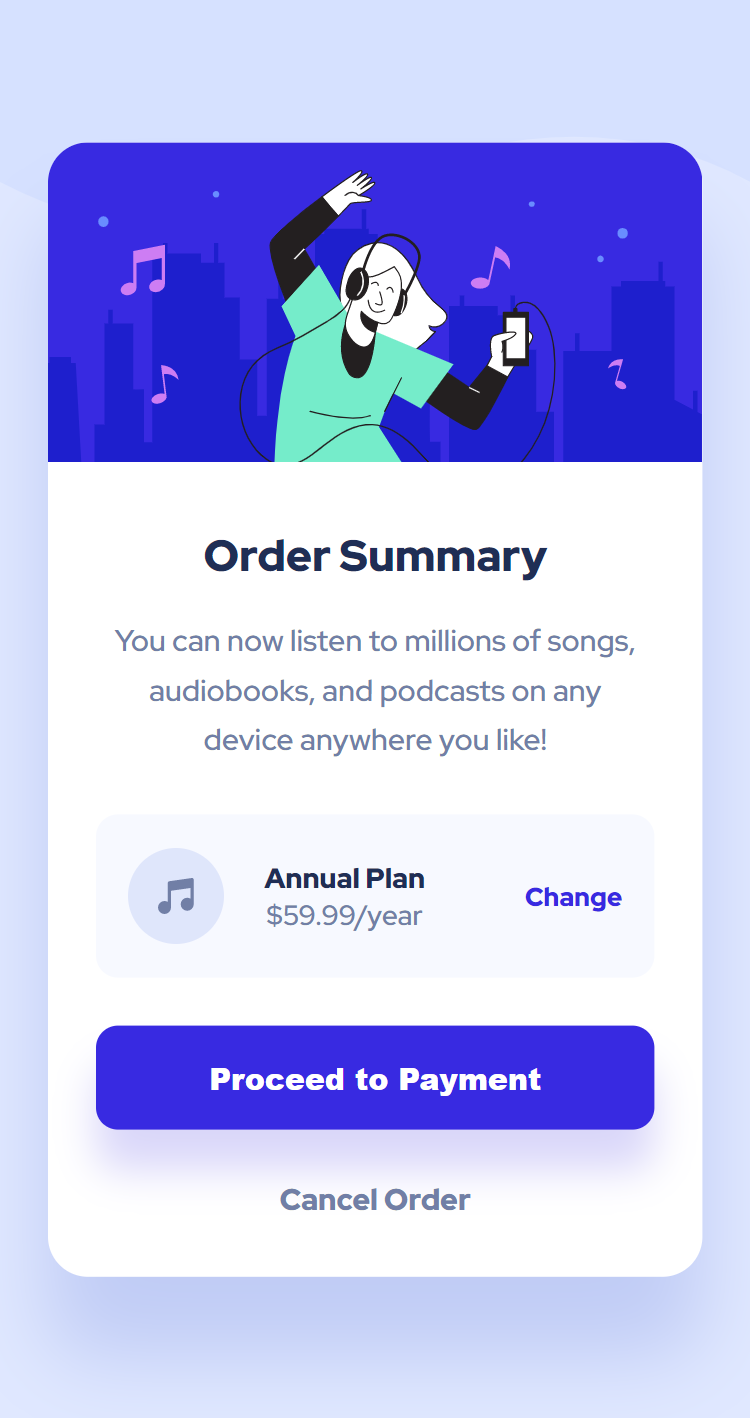 Order Summary
You can now listen to millions of songs,
audiobooks, and podcasts on any
device anywhere you like!
Annual Plan
$59.99/year
Change
Proceed to Payment
Cancel Order